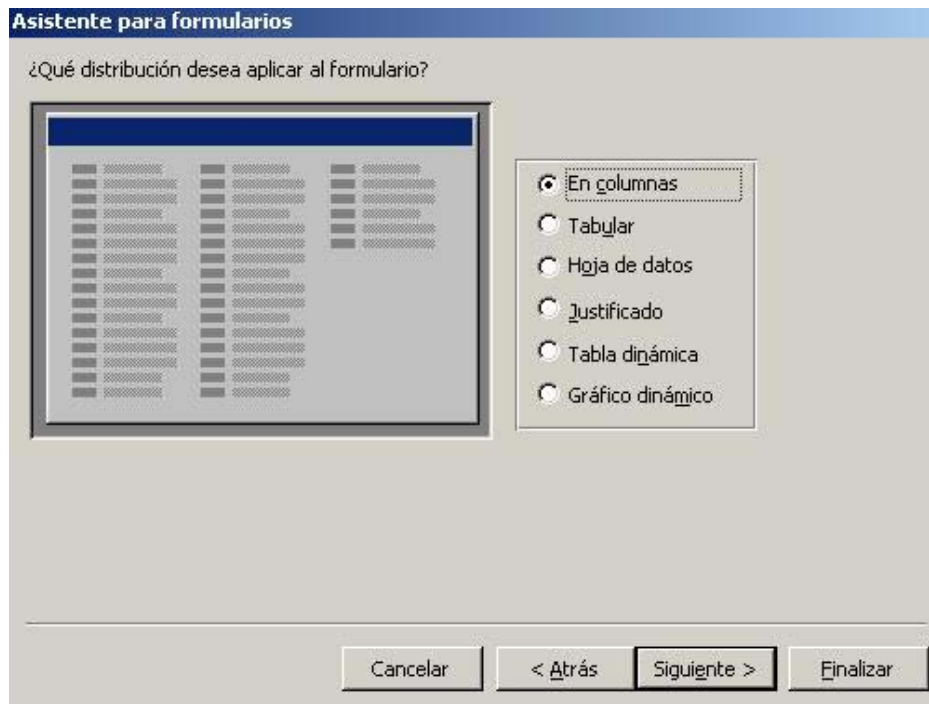 Asistente para formularios
¿Qué distribución desea aplicar al formulario?
En columnas
Tabular
Hoja de datos
Justificado
Tabla dinámica
Gráfico dinámico
Cancelar
< Atrás
Siguiente >
Finalizar